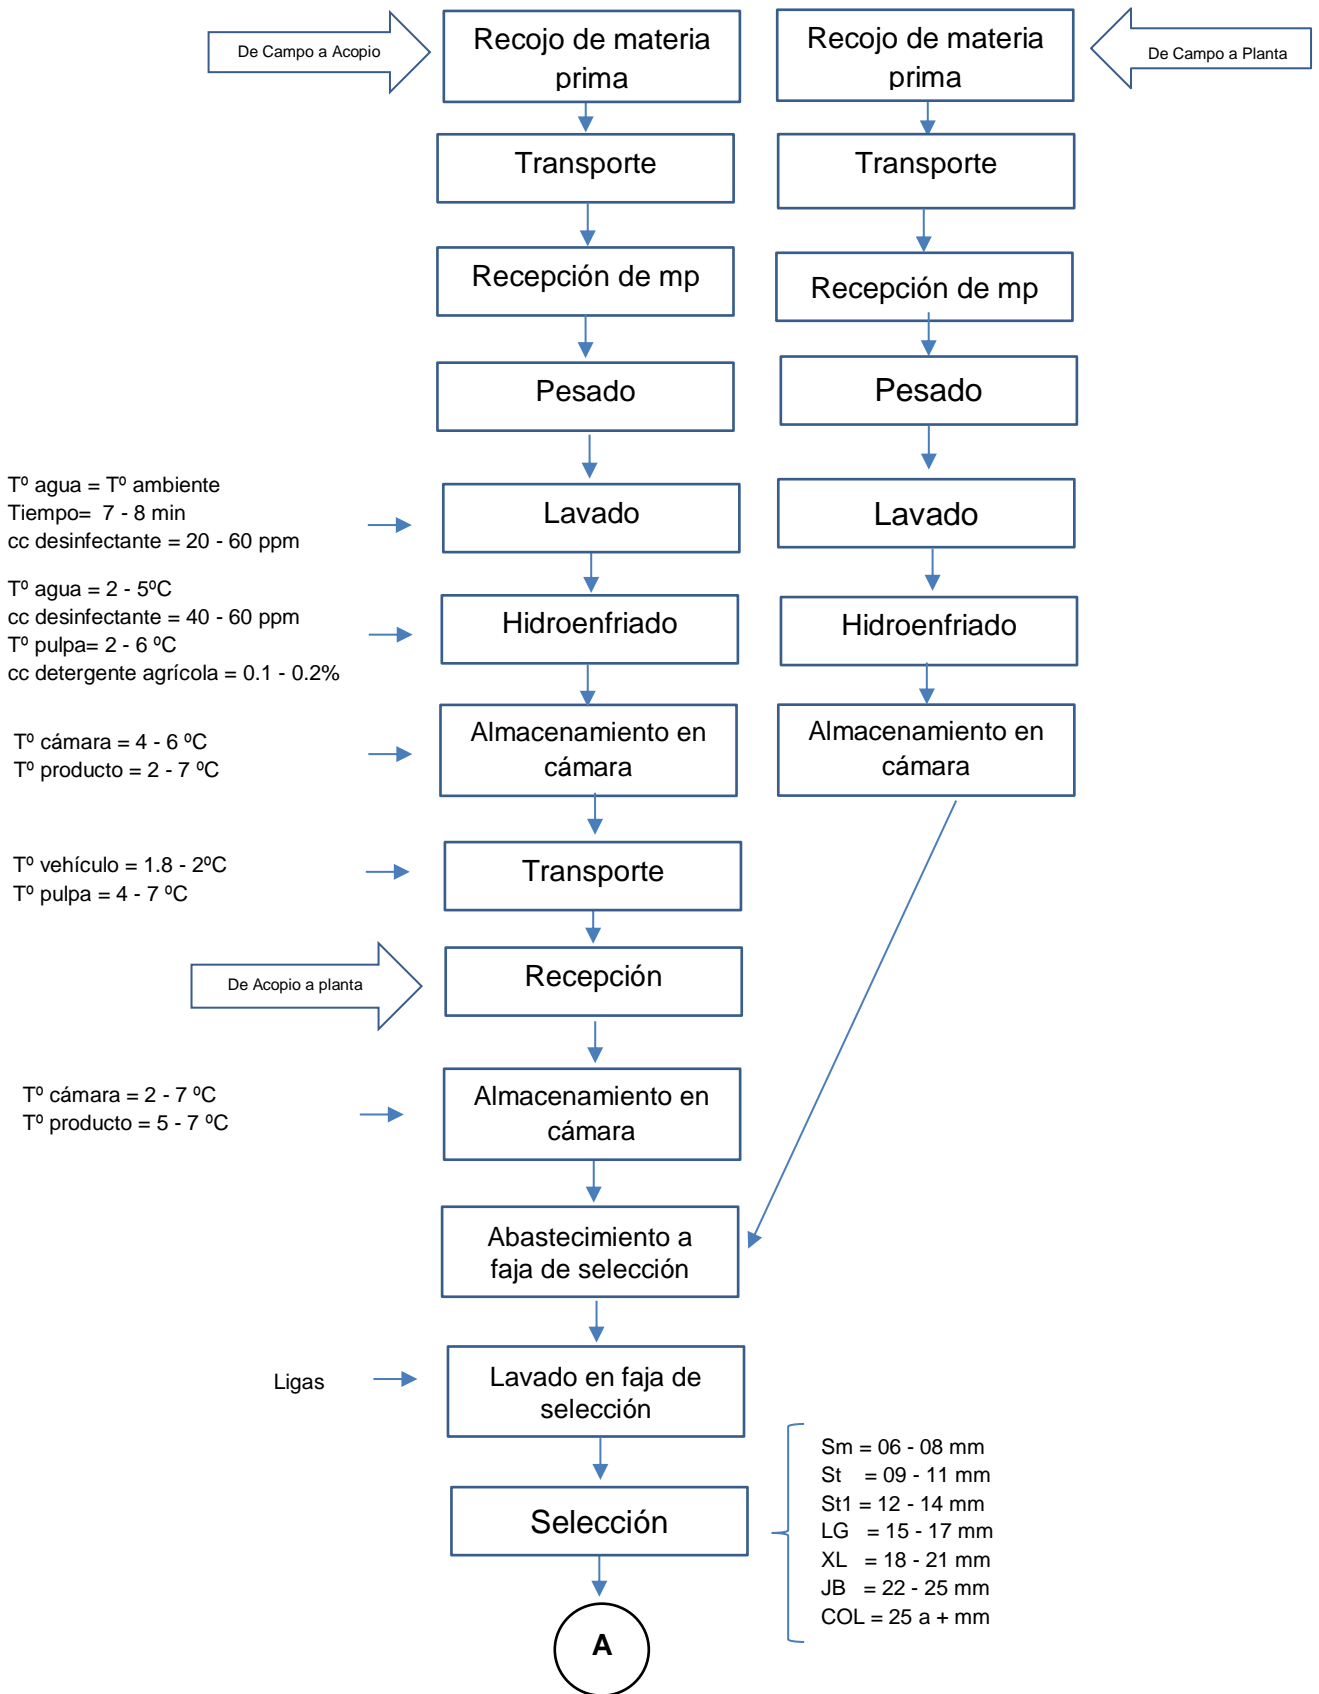 De Campo a Acopio
Recojo de materia
prima
Recojo de materia
prima
De Campo a Planta
Transporte
Transporte
Recepción de mp
Recepción de mp
Pesado
Pesado
Tº agua = Tº ambiente
Tiempo= 7 - 8 min
cc desinfectante = 20 - 60 ppm
Lavado
Lavado
Tº agua = 2 - 5ºC
cc desinfectante = 40 - 60 ppm
Tº pulpa= 2 - 6 ºC
cc detergente agrícola = 0.1 - 0.2%
Hidroenfriado
Hidroenfriado
Tº cámara = 4 - 6 ºC
Tº producto = 2 - 7 ºC
Almacenamiento en
cámara
Almacenamiento en
cámara
Tº vehículo = 1.8 - 2ºC
Tº pulpa = 4 - 7 ºC
Transporte
De Acopio a planta
Recepción
Tº cámara = 2 - 7 ºC
Tº producto = 5 - 7 ºC
Almacenamiento en
cámara
Abastecimiento a
faja de selección
Ligas
Lavado en faja de
selección
Selección
Sm = 06 - 08 mm
St = 09 - 11 mm
St1 = 12 - 14 mm
LG = 15 - 17 mm
XL = 18 - 21 mm
JB = 22 - 25 mm
COL = 25 a + mm
A